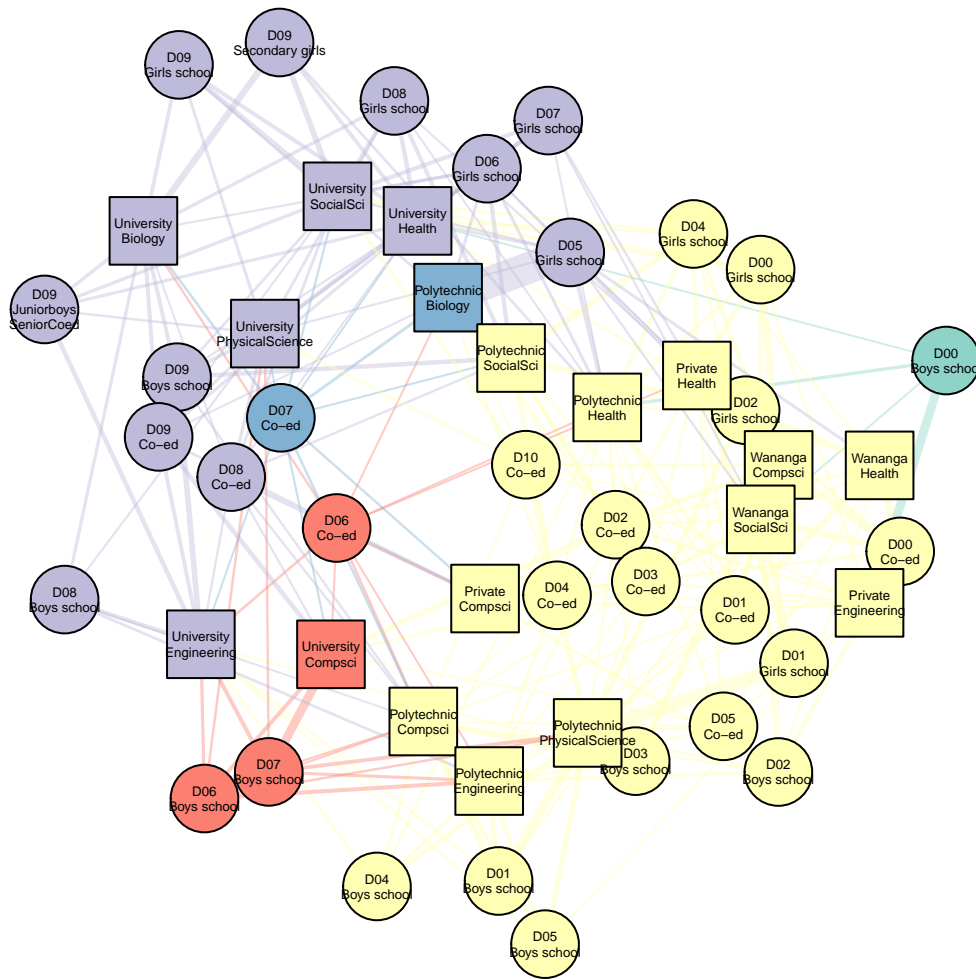 D09
Secondary girls
D09
Girls school
D08
Girls school
D07
Girls school
D06
Girls school
University
SocialSci
University
Biology
University
Health
D04
Girls school
D05
Girls school
D00
Girls school
Polytechnic
Biology
D09
Juniorboys
SeniorCoed
University
PhysicalScience
Polytechnic
SocialSci
D00
Boys school
Private
Health
D09
Boys school
Polytechnic
Health
D02
Girls school
D07
Co-ed
D09
Co-ed
Wananga
Compsci
Wananga
Health
D10
Co-ed
D08
Co-ed
Wananga
SocialSci
D06
Co-ed
D02
Co-ed
D00
Co-ed
D03
Co-ed
D04
Co-ed
Private
Compsci
Private
Engineering
D08
Boys school
D01
Co-ed
University
Engineering
University
Compsci
D01
Girls school
Polytechnic
Compsci
Polytechnic
PhysicalScience
D05
Co-ed
D03
Boys school
D02
Boys school
D07
Boys school
Polytechnic
Engineering
D06
Boys school
D04
Boys school
D01
Boys school
D05
Boys school